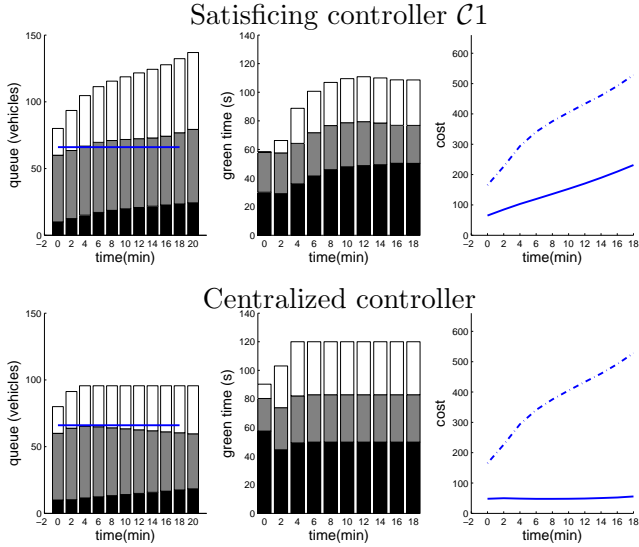 Satisficing controller C1
150
100
50
0
queue (vehicles)
−2 0 2 4 6 8 10 12 14 16 18 20
time(min)
140
120
100
80
60
40
20
0
green time (s)
0 2 4 6 8 10 12 14 16 18
time(min)
600
500
400
300
200
100
0
cost
−2 0 2 4 6 8 10 12 14 16 18
time(min)
Centralized controller
150
100
50
0
queue (vehicles)
−2 0 2 4 6 8 10 12 14 16 18 20
time(min)
140
120
100
80
60
40
20
0
green time (s)
0 2 4 6 8 10 12 14 16 18
time(min)
600
500
400
300
200
100
0
cost
−2 0 2 4 6 8 10 12 14 16 18
time(min)